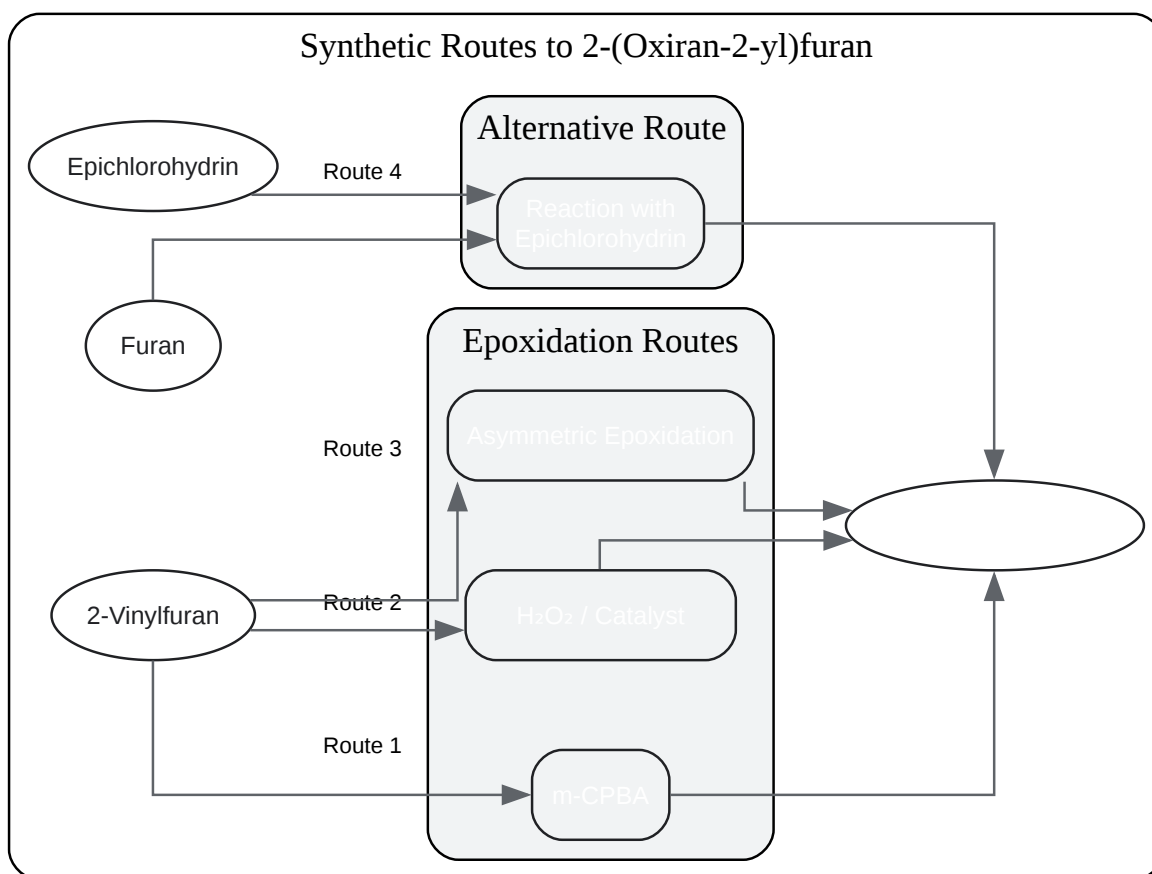 Synthetic Routes to 2-(Oxiran-2-yl)furan
Alternative Route
Epichlorohydrin
Route 4
Reaction with
Epichlorohydrin
Furan
Epoxidation Routes
Route 3
Asymmetric Epoxidation
2-Vinylfuran
Route 2
H₂O₂ / Catalyst
Route 1
m-CPBA